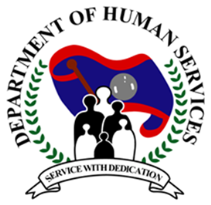 DEPARTMENT OF HUMAN SERVICES
SERVICE WITH DEDICATION